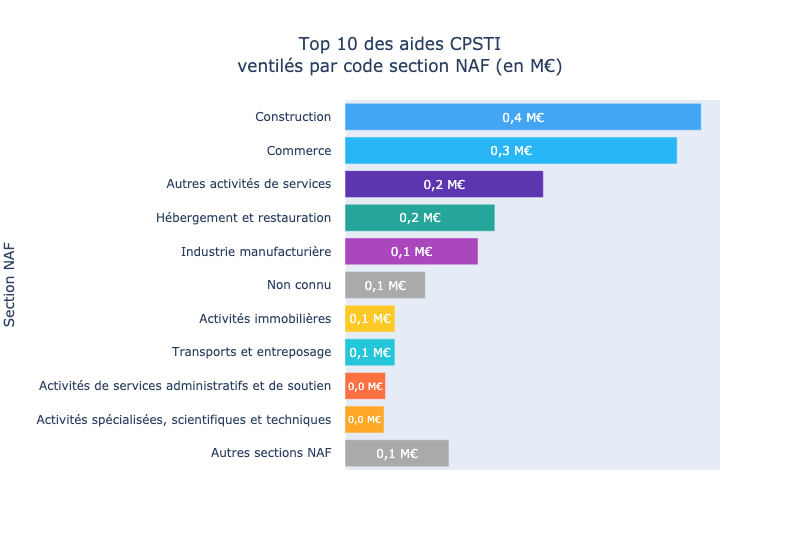 Top 10 des aides CPSTI
ventilés par code section NAF (en M€)
Section NAF
Construction 0,4 M€
Commerce 0,3 M€
Autres activités de services 0,2 M€
Hébergement et restauration 0,2 M€
Industrie manufacturière 0,1 M€
Non connu 0,1 M€
Activités immobilières 0,1 M€
Transports et entreposage 0,1 M€
Activités de services administratifs et de soutien 0,0 M€
Activités spécialisées, scientifiques et techniques 0,0 M€
Autres sections NAF 0,1 M€